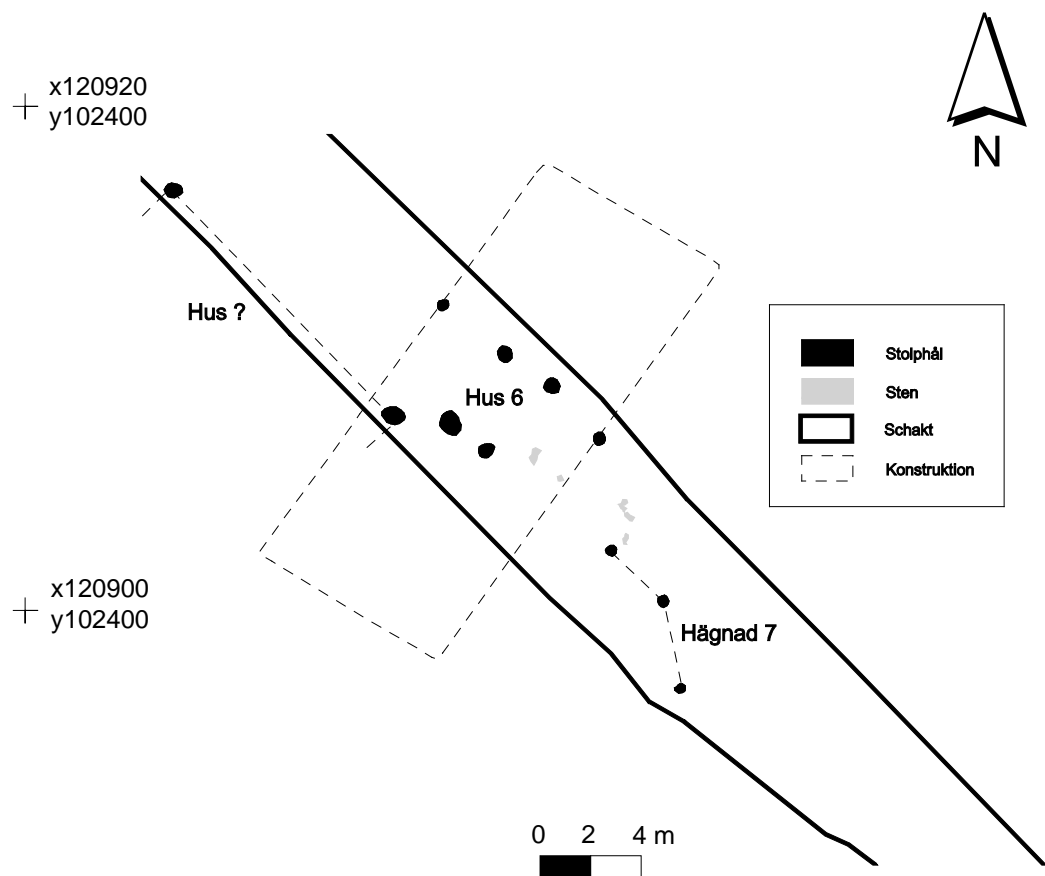 x120920
y102400
N
Hus ?
Stolphål
Hus 6
Sten
Schakt
Konstruktion
x120900
y102400
Hägnad 7
0 2 4 m